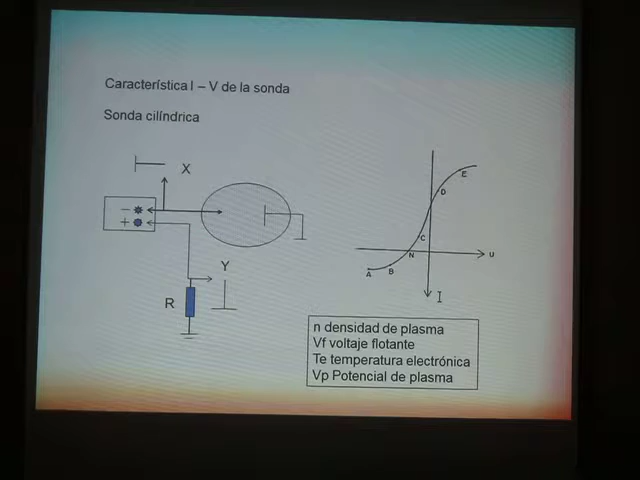 Característica I – V de la sonda
Sonda cilíndrica
X
−
+
Y
R
A
B
N
C
D
E
U
I
n densidad de plasma
Vf voltaje flotante
Te temperatura electrónica
Vp Potencial de plasma